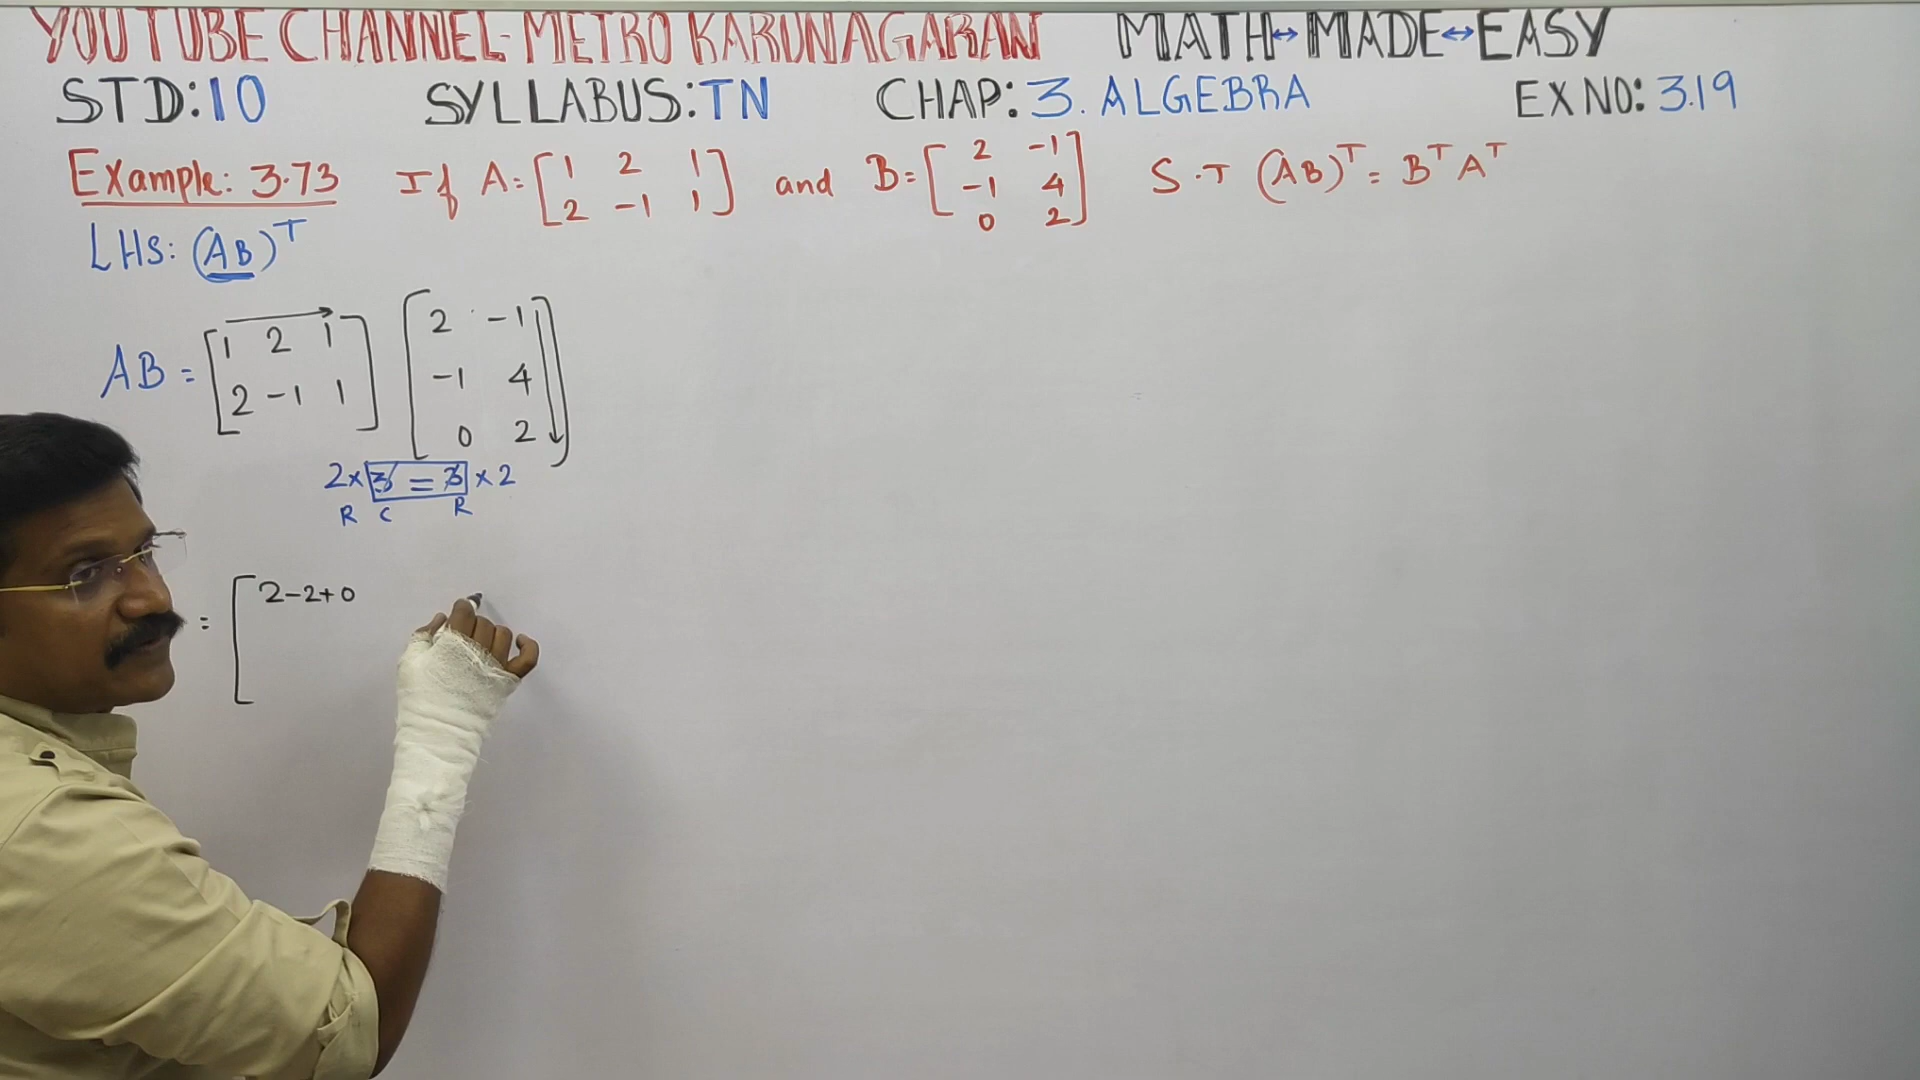 YOUTUBE CHANNEL-METRO KARUNAGARAN MATH↔MADE↔EASY
STD:10 SYLLABUS:TN CHAP: 3. ALGEBRA EX NO: 3.19
Example: 3.73 If A = [1 2 1 and B = [2 -1 S.T (AB)ᵀ = Bᵀ Aᵀ
2 -1 1] -1 4
0 2]
LHS: (AB)ᵀ
AB = [1 2 1 [2 -1
2 -1 1] -1 4
0 2]
2 × 3 = 3 × 2
R C R
= [2-2+0